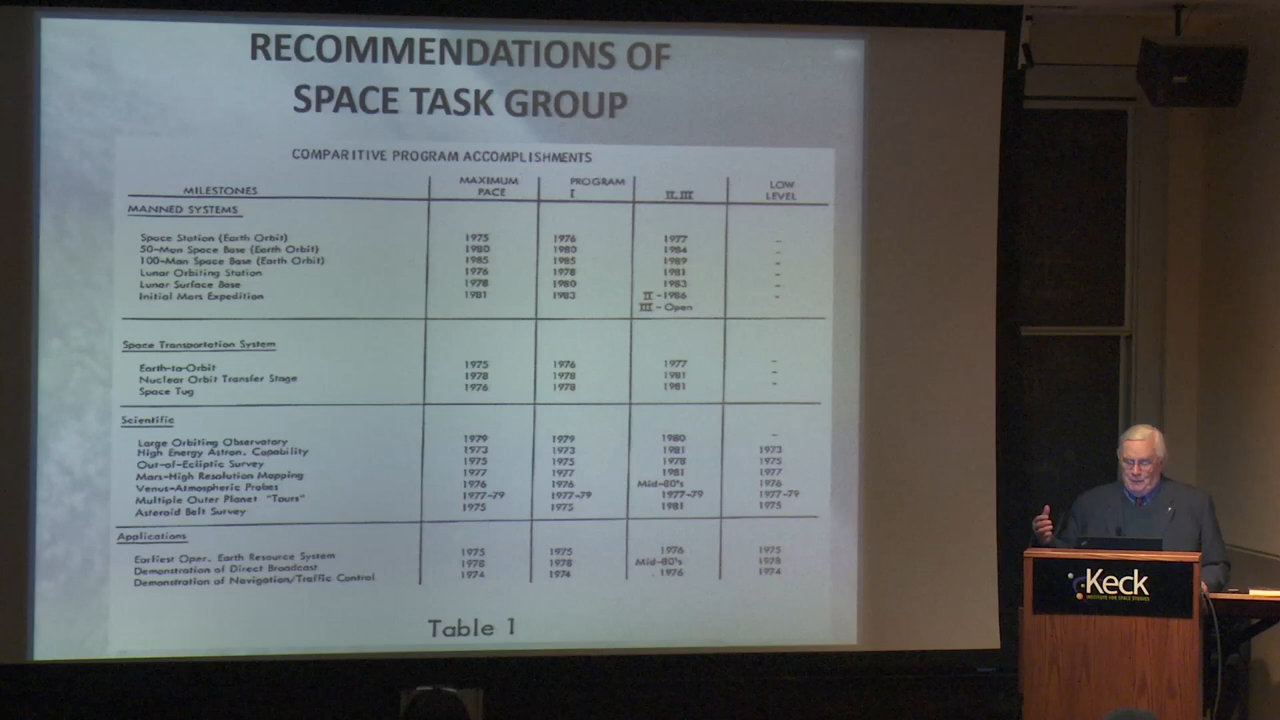 RECOMMENDATIONS OF
SPACE TASK GROUP
COMPARITIVE PROGRAM ACCOMPLISHMENTS
MILESTONES MAXIMUM PACE PROGRAM I II, III LOW LEVEL
MANNED SYSTEMS
Space Station (Earth Orbit) 1975 1976 1977 -
50-Man Space Base (Earth Orbit) 1980 1980 1984 -
100-Man Space Base (Earth Orbit) 1985 1985 1989 -
Lunar Orbiting Station 1976 1978 1981 -
Lunar Surface Base 1978 1980 1983 -
Initial Mars Expedition 1981 1983 II - 1986 -
III - Open
Space Transportation System
Earth-to-Orbit 1975 1976 1977 -
Nuclear Orbit Transfer Stage 1978 1978 1981 -
Space Tug 1976 1978 1981 -
Scientific
Large Orbiting Observatory 1979 1979 1980 -
High Energy Astron. Capability 1973 1973 1981 1973
Out-of-Ecliptic Survey 1975 1975 1978 1975
Mars-High Resolution Mapping 1977 1977 1981 1977
Venus-Atmospheric Probes 1976 1976 Mid-80's 1976
Multiple Outer Planet "Tours" 1977-79 1977-79 1977-79 1977-79
Asteroid Belt Survey 1975 1975 1981 1975
Applications
Earliest Oper. Earth Resource System 1975 1975 1976 1975
Demonstration of Direct Broadcast 1978 1978 Mid-80's 1978
Demonstration of Navigation/Traffic Control 1974 1974 1976 1974
Table 1
Keck
INSTITUTE FOR SPACE STUDIES